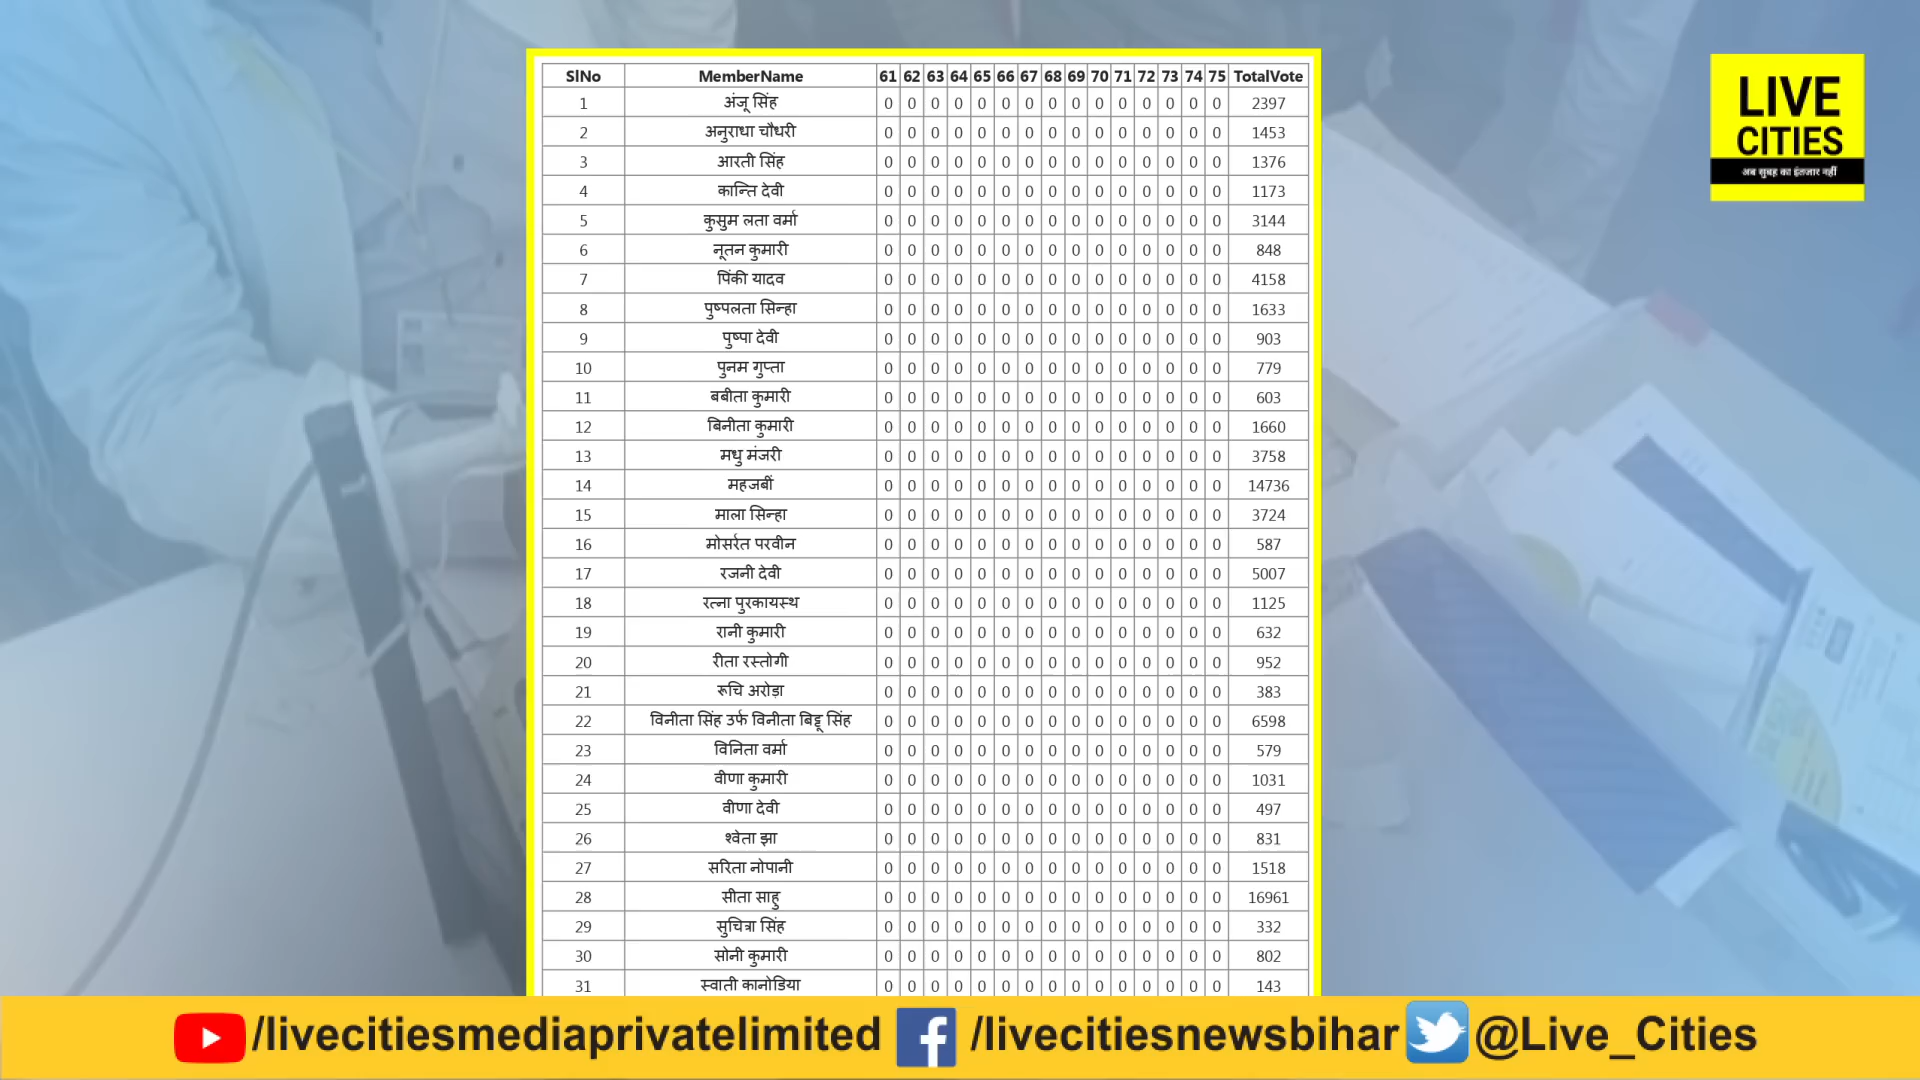 SlNo MemberName 61 62 63 64 65 66 67 68 69 70 71 72 73 74 75 TotalVote
1 अंजू सिंह 0 0 0 0 0 0 0 0 0 0 0 0 0 0 0 2397
2 अनुराधा चौधरी 0 0 0 0 0 0 0 0 0 0 0 0 0 0 0 1453
3 आरती सिंह 0 0 0 0 0 0 0 0 0 0 0 0 0 0 0 1376
4 कान्ति देवी 0 0 0 0 0 0 0 0 0 0 0 0 0 0 0 1173
5 कुसुम लता वर्मा 0 0 0 0 0 0 0 0 0 0 0 0 0 0 0 3144
6 नूतन कुमारी 0 0 0 0 0 0 0 0 0 0 0 0 0 0 0 848
7 पिंकी यादव 0 0 0 0 0 0 0 0 0 0 0 0 0 0 0 4158
8 पुष्पलता सिन्हा 0 0 0 0 0 0 0 0 0 0 0 0 0 0 0 1633
9 पुष्पा देवी 0 0 0 0 0 0 0 0 0 0 0 0 0 0 0 903
10 पुनम गुप्ता 0 0 0 0 0 0 0 0 0 0 0 0 0 0 0 779
11 बबीता कुमारी 0 0 0 0 0 0 0 0 0 0 0 0 0 0 0 603
12 बिनीता कुमारी 0 0 0 0 0 0 0 0 0 0 0 0 0 0 0 1660
13 मधु मंजरी 0 0 0 0 0 0 0 0 0 0 0 0 0 0 0 3758
14 महजबीं 0 0 0 0 0 0 0 0 0 0 0 0 0 0 0 14736
15 माला सिन्हा 0 0 0 0 0 0 0 0 0 0 0 0 0 0 0 3724
16 मोसर्रत परवीन 0 0 0 0 0 0 0 0 0 0 0 0 0 0 0 587
17 रजनी देवी 0 0 0 0 0 0 0 0 0 0 0 0 0 0 0 5007
18 रत्ना पुरकायस्थ 0 0 0 0 0 0 0 0 0 0 0 0 0 0 0 1125
19 रानी कुमारी 0 0 0 0 0 0 0 0 0 0 0 0 0 0 0 632
20 रीता रस्तोगी 0 0 0 0 0 0 0 0 0 0 0 0 0 0 0 952
21 रूचि अरोड़ा 0 0 0 0 0 0 0 0 0 0 0 0 0 0 0 383
22 विनीता सिंह उर्फ विनीता बिट्टू सिंह 0 0 0 0 0 0 0 0 0 0 0 0 0 0 0 6598
23 विनिता वर्मा 0 0 0 0 0 0 0 0 0 0 0 0 0 0 0 579
24 वीणा कुमारी 0 0 0 0 0 0 0 0 0 0 0 0 0 0 0 1031
25 वीणा देवी 0 0 0 0 0 0 0 0 0 0 0 0 0 0 0 497
26 श्वेता झा 0 0 0 0 0 0 0 0 0 0 0 0 0 0 0 831
27 सरिता नोपानी 0 0 0 0 0 0 0 0 0 0 0 0 0 0 0 1518
28 सीता साहु 0 0 0 0 0 0 0 0 0 0 0 0 0 0 0 16961
29 सुचित्रा सिंह 0 0 0 0 0 0 0 0 0 0 0 0 0 0 0 332
30 सोनी कुमारी 0 0 0 0 0 0 0 0 0 0 0 0 0 0 0 802
31 स्वाती कानोडिया 0 0 0 0 0 0 0 0 0 0 0 0 0 0 0 143
LIVE
CITIES
अब सुबह का इंतजार नहीं
/livecitiesmediaprivatelimited /livecitiesnewsbihar @Live_Cities